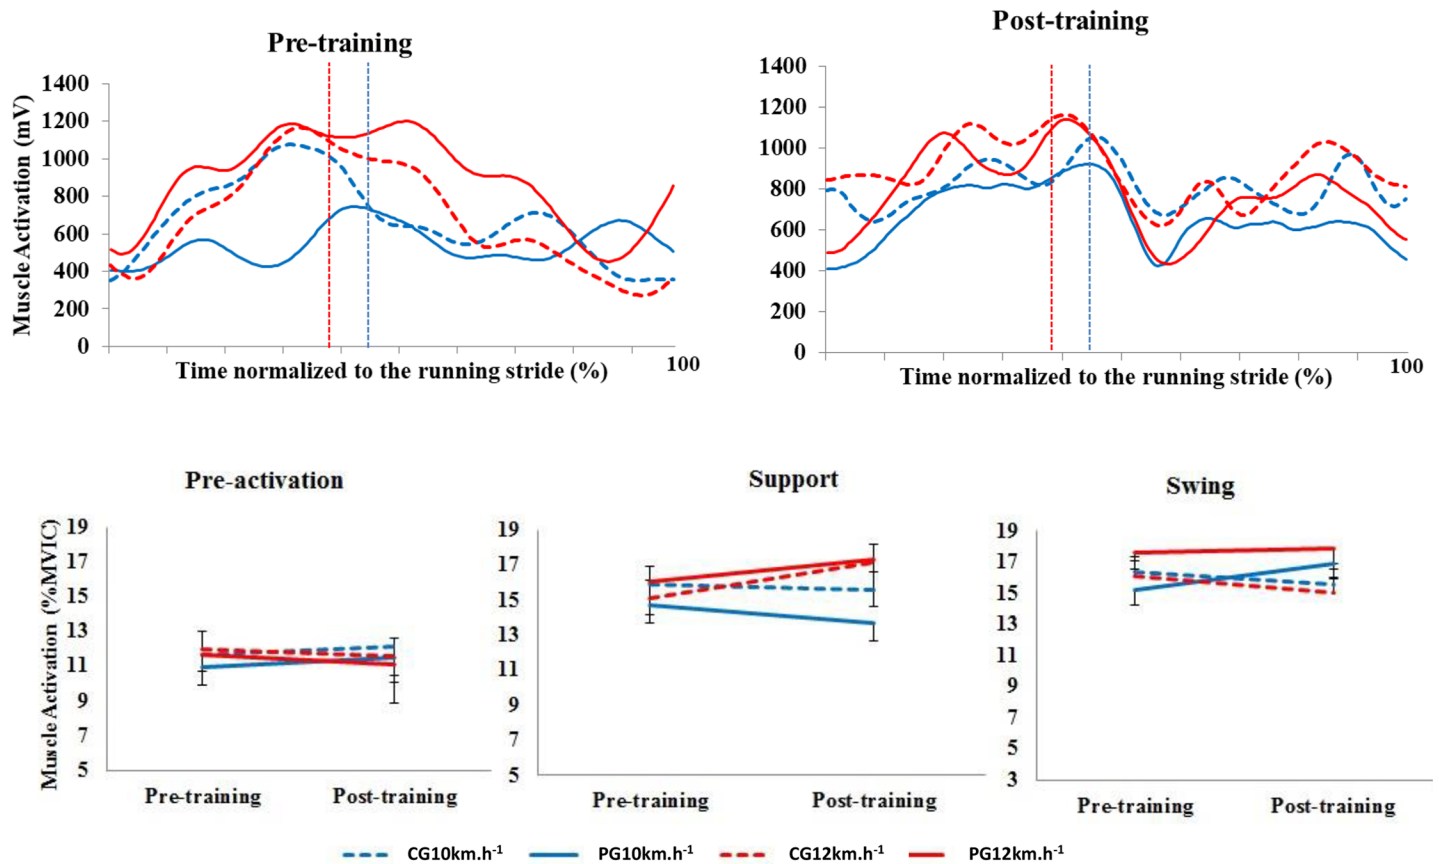 Pre-training
Post-training
Muscle Activation (mV)
1400
1200
1000
800
600
400
200
0
Time normalized to the running stride (%)
100
1400
1200
1000
800
600
400
200
0
Time normalized to the running stride (%)
100
Pre-activation
Support
Swing
Muscle Activation (%MVIC)
19
17
15
13
11
9
7
5
Pre-training
Post-training
19
17
15
13
11
9
7
5
Pre-training
Post-training
19
17
15
13
11
9
7
5
3
Pre-training
Post-training
CG10km.h-1
PG10km.h-1
CG12km.h-1
PG12km.h-1